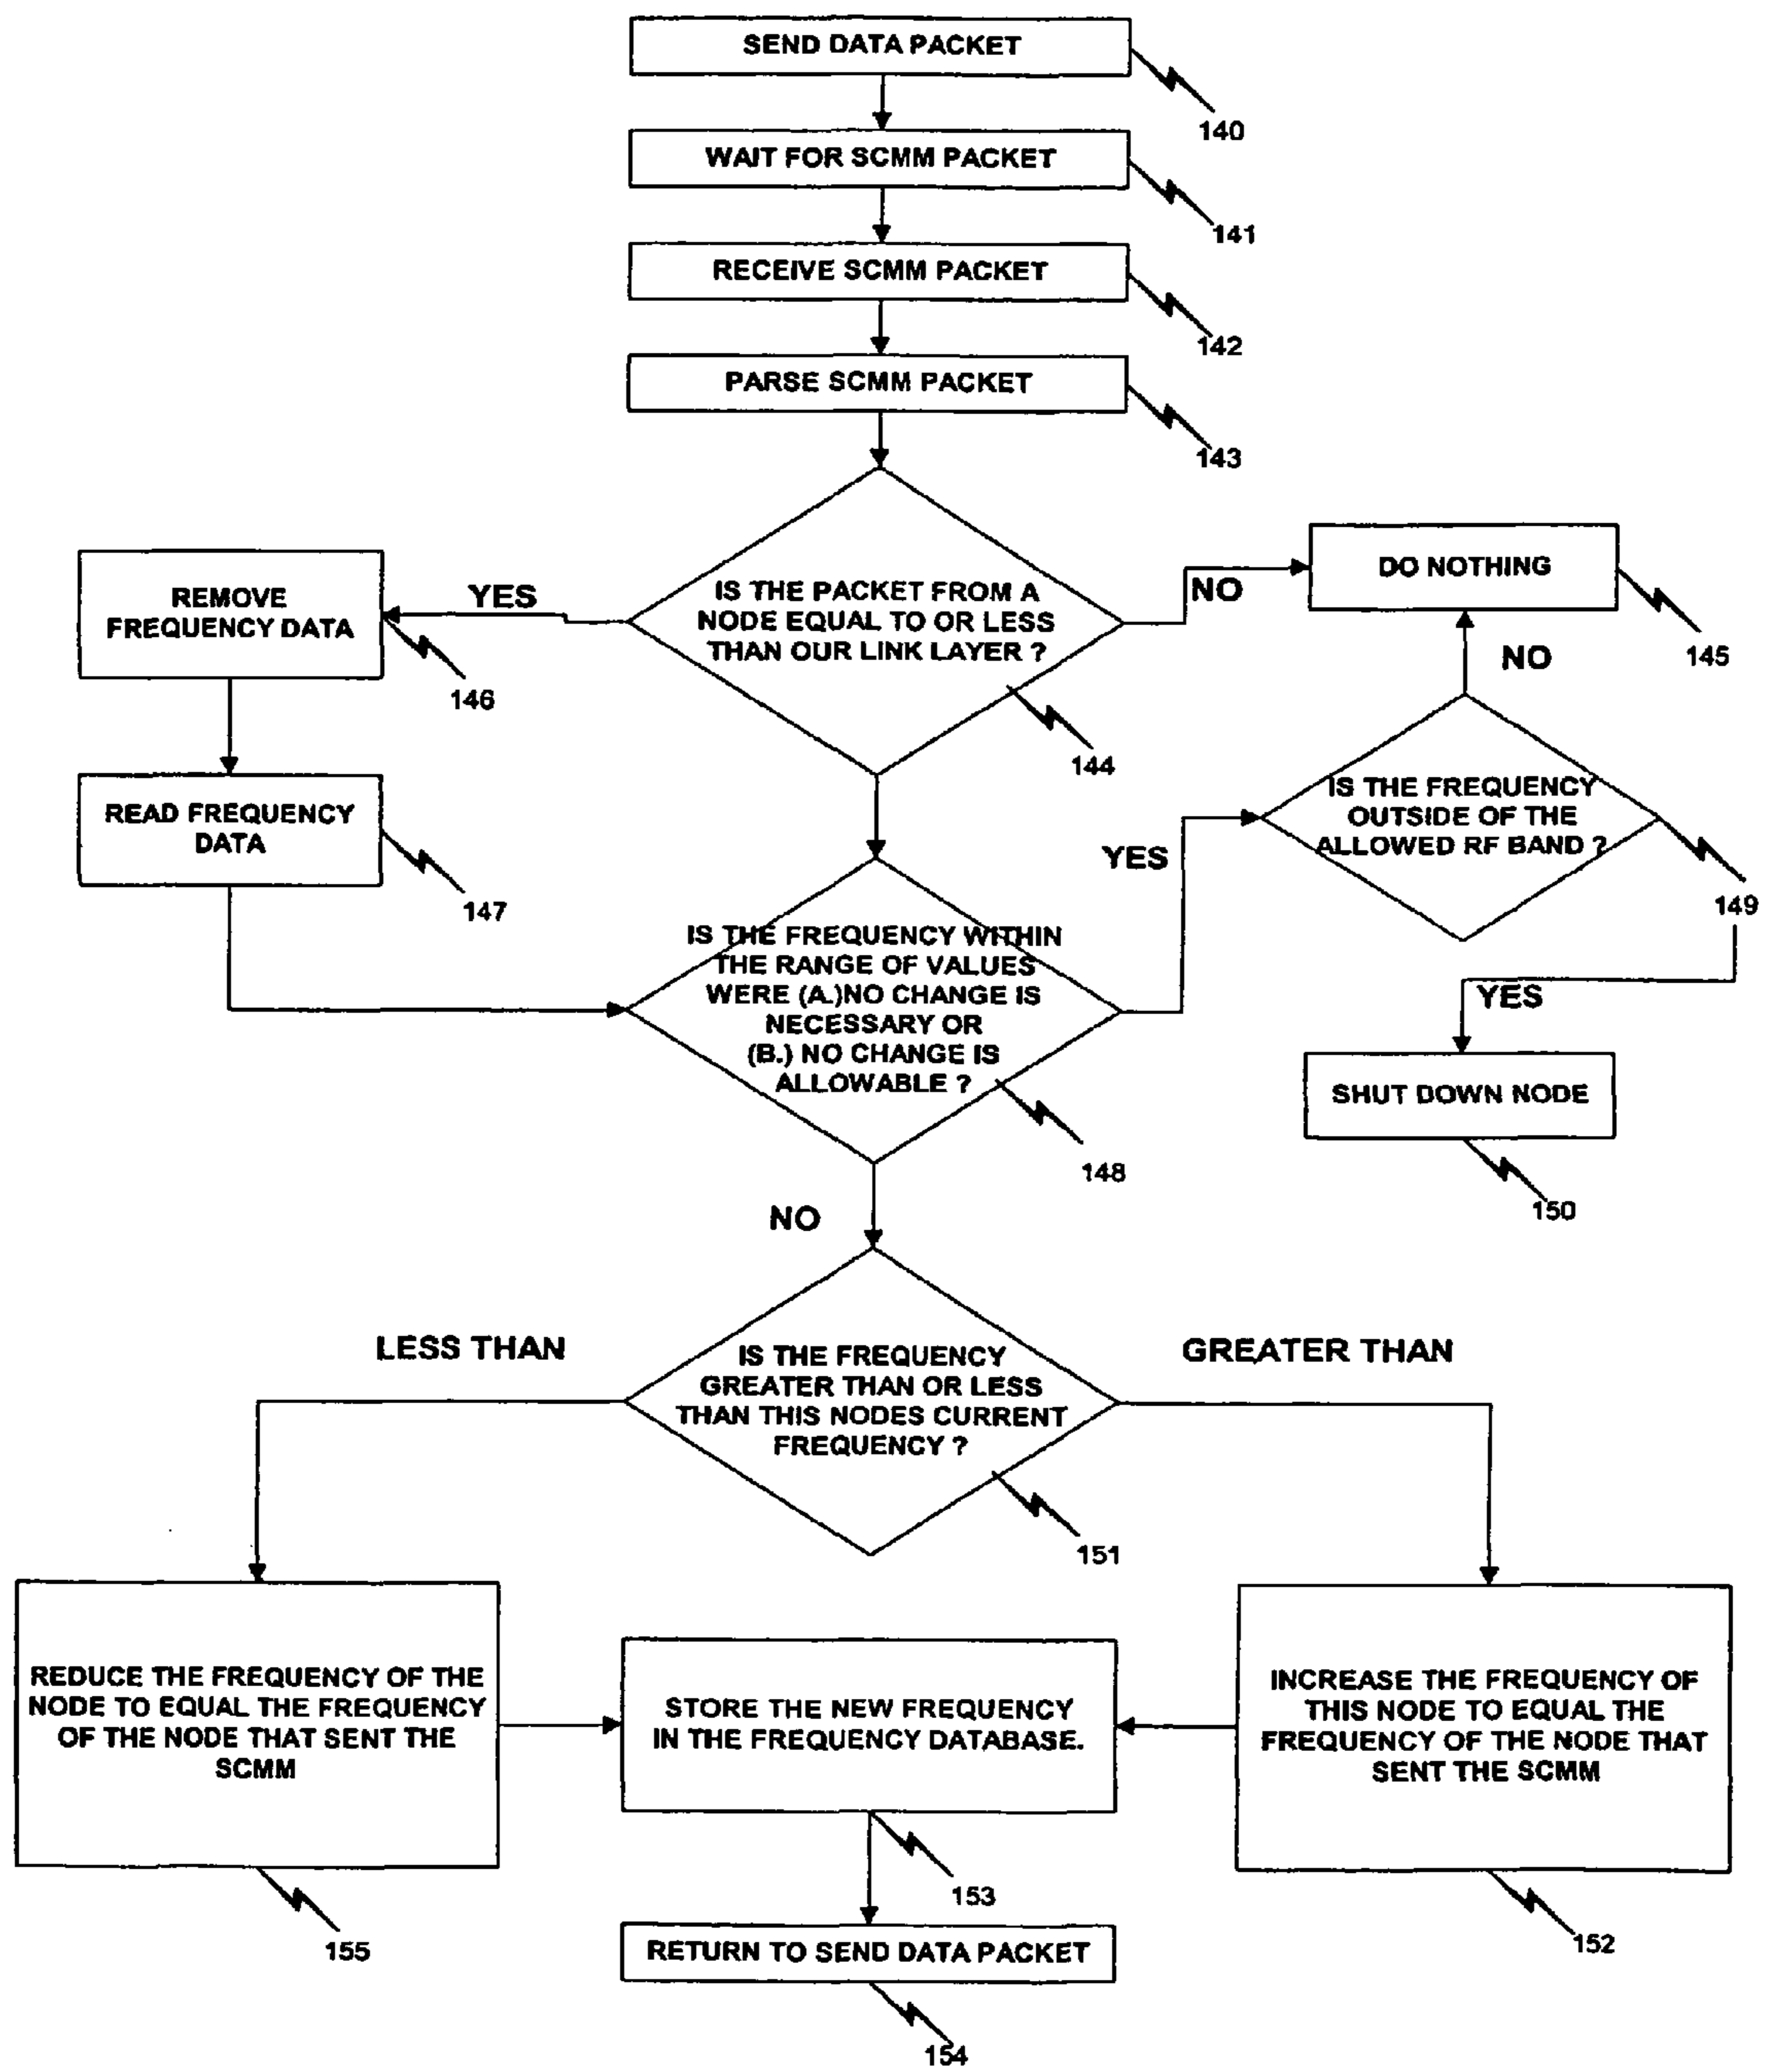 SEND DATA PACKET
140
WAIT FOR SCMM PACKET
141
RECEIVE SCMM PACKET
142
PARSE SCMM PACKET
143
IS THE PACKET FROM A
NODE EQUAL TO OR LESS
THAN OUR LINK LAYER ?
144
NO
DO NOTHING
145
YES
REMOVE
FREQUENCY DATA
146
READ FREQUENCY
DATA
147
IS THE FREQUENCY WITHIN
THE RANGE OF VALUES
WERE (A.)NO CHANGE IS
NECESSARY OR
(B.) NO CHANGE IS
ALLOWABLE ?
148
YES
IS THE FREQUENCY
OUTSIDE OF THE
ALLOWED RF BAND ?
149
NO
YES
SHUT DOWN NODE
150
NO
IS THE FREQUENCY
GREATER THAN OR LESS
THAN THIS NODES CURRENT
FREQUENCY ?
151
LESS THAN
GREATER THAN
REDUCE THE FREQUENCY OF THE
NODE TO EQUAL THE FREQUENCY
OF THE NODE THAT SENT THE
SCMM
155
STORE THE NEW FREQUENCY
IN THE FREQUENCY DATABASE.
153
INCREASE THE FREQUENCY OF
THIS NODE TO EQUAL THE
FREQUENCY OF THE NODE THAT
SENT THE SCMM
152
RETURN TO SEND DATA PACKET
154